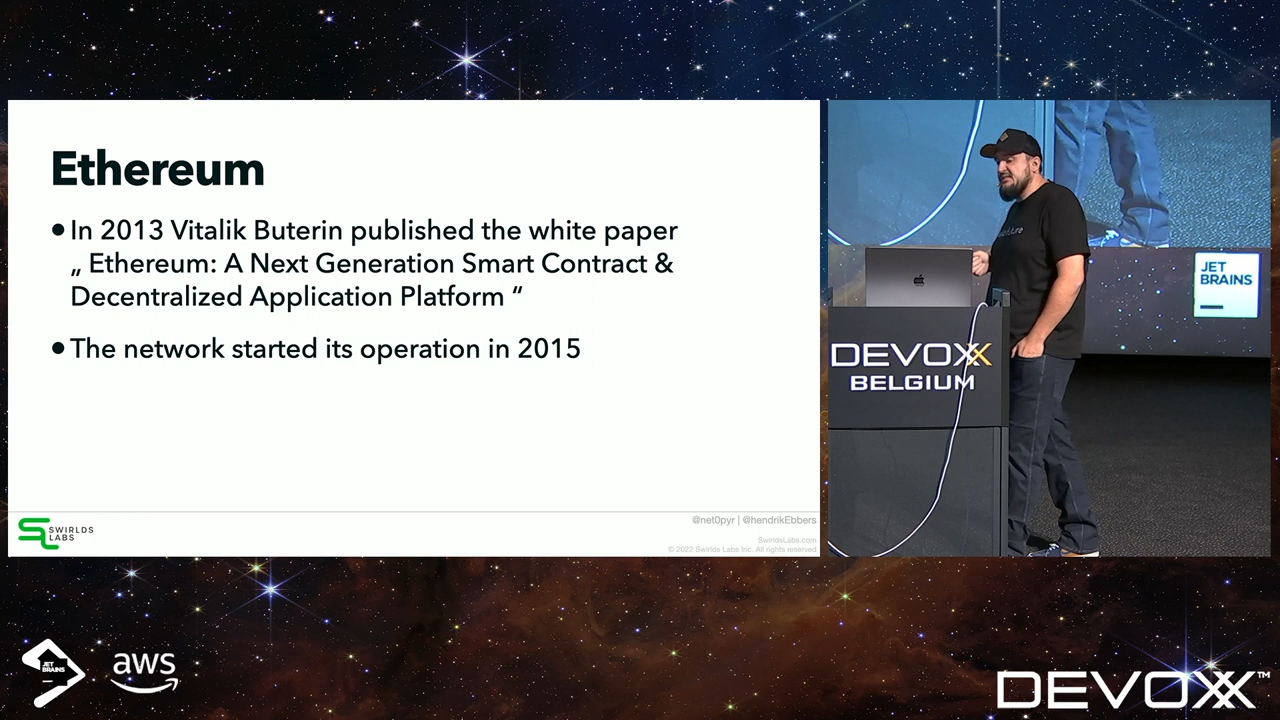 Ethereum
•In 2013 Vitalik Buterin published the white paper
„ Ethereum: A Next Generation Smart Contract &
Decentralized Application Platform “
•The network started its operation in 2015
SWIRLDS
LABS
@net0pyr | @hendrikEbbers
SwirldsLabs.com
© 2022 Swirlds Labs Inc. All rights reserved
JET
BRAINS
DEVOXX
BELGIUM
JET
BRAINS
aws
DEVOXX™